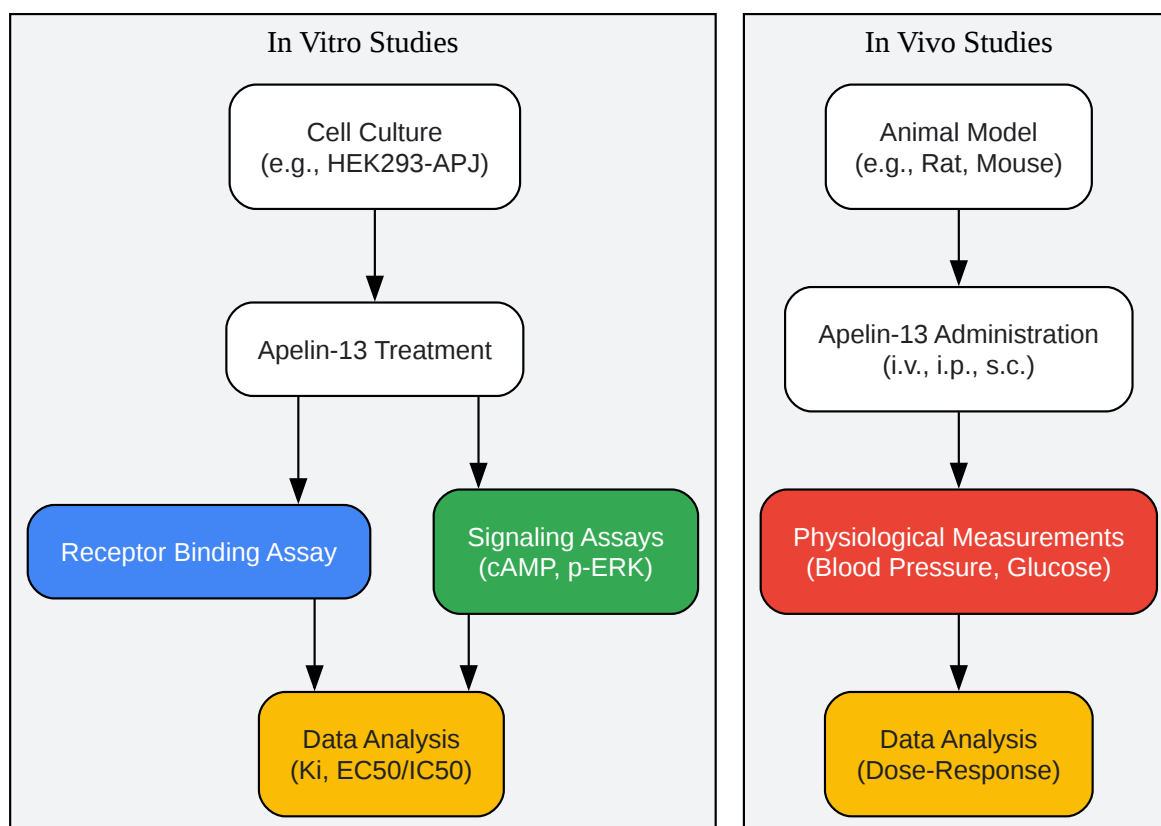 In Vitro Studies
Cell Culture
(e.g., HEK293-APJ)
Apelin-13 Treatment
Receptor Binding Assay
Signaling Assays
(cAMP, p-ERK)
Data Analysis
(Ki, EC50/IC50)
In Vivo Studies
Animal Model
(e.g., Rat, Mouse)
Apelin-13 Administration
(i.v., i.p., s.c.)
Physiological Measurements
(Blood Pressure, Glucose)
Data Analysis
(Dose-Response)